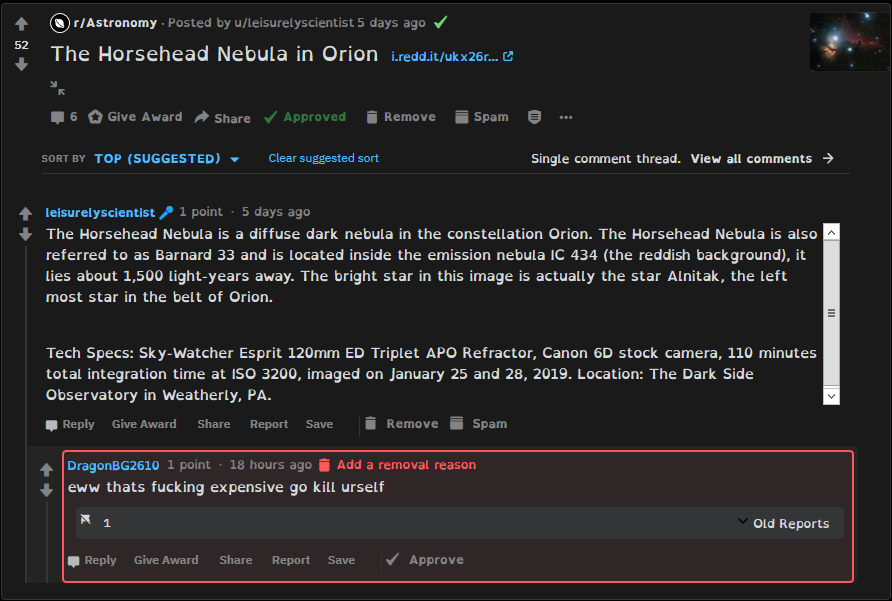 r/Astronomy · Posted by u/leisurelyscientist 5 days ago
52
The Horsehead Nebula in Orion i.redd.it/ukx26r...
6 Give Award Share Approved Remove Spam ...
SORT BY TOP (SUGGESTED) Clear suggested sort Single comment thread. View all comments →
leisurelyscientist 1 point · 5 days ago
The Horsehead Nebula is a diffuse dark nebula in the constellation Orion. The Horsehead Nebula is also
referred to as Barnard 33 and is located inside the emission nebula IC 434 (the reddish background), it
lies about 1,500 light-years away. The bright star in this image is actually the star Alnitak, the left
most star in the belt of Orion.
Tech Specs: Sky-Watcher Esprit 120mm ED Triplet APO Refractor, Canon 6D stock camera, 110 minutes
total integration time at ISO 3200, imaged on January 25 and 28, 2019. Location: The Dark Side
Observatory in Weatherly, PA.
Reply Give Award Share Report Save Remove Spam
DragonBG2610 1 point · 18 hours ago Add a removal reason
eww thats fucking expensive go kill urself
1 Old Reports
Reply Give Award Share Report Save Approve